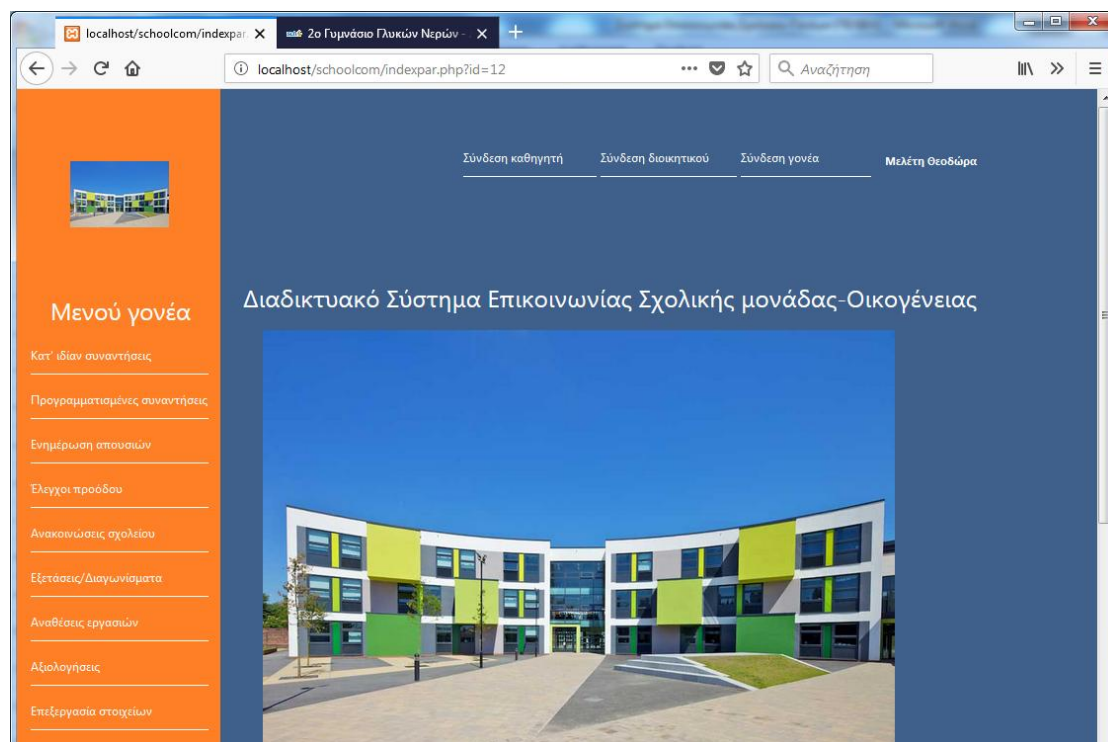 localhost/schoolcom/indexpar
2ο Γυμνάσιο Γλυκών Νερών -
localhost/schoolcom/indexpar.php?id=12
Αναζήτηση
Σύνδεση καθηγητή Σύνδεση διοικητικού Σύνδεση γονέα Μελέτη Θεοδώρα
Διαδικτυακό Σύστημα Επικοινωνίας Σχολικής μονάδας-Οικογένειας
Μενού γονέα
Κατ' ιδίαν συναντήσεις
Προγραμματισμένες συναντήσεις
Ενημέρωση απουσιών
Έλεγχοι προόδου
Ανακοινώσεις σχολείου
Εξετάσεις/Διαγωνίσματα
Αναθέσεις εργασιών
Αξιολογήσεις
Επεξεργασία στοιχείων